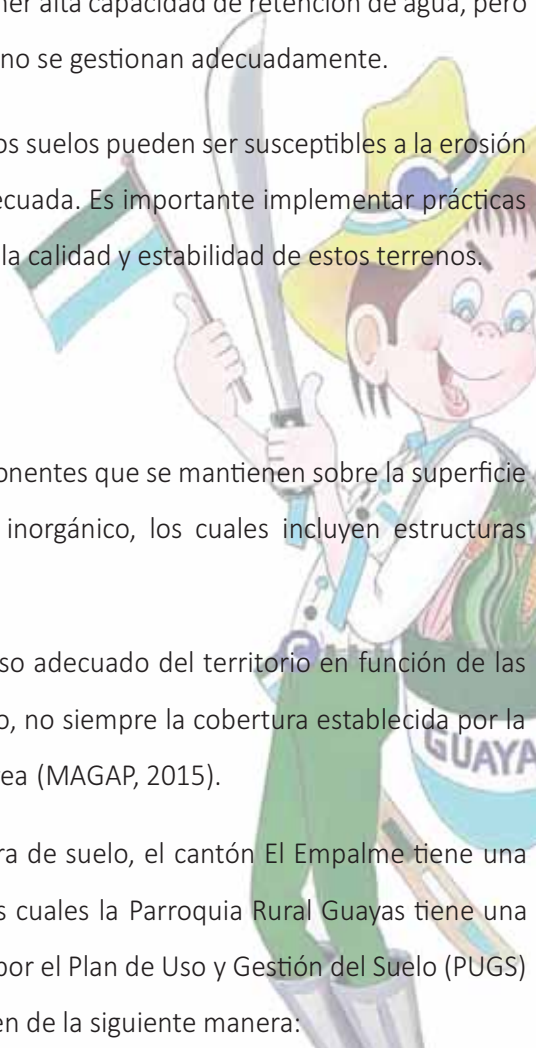 ner alta capacidad de retención de agua, pero
no se gestionan adecuadamente.
os suelos pueden ser susceptibles a la erosión
ecuada. Es importante implementar prácticas
la calidad y estabilidad de estos terrenos.
onentes que se mantienen sobre la superficie
inorgánico, los cuales incluyen estructuras
so adecuado del territorio en función de las
o, no siempre la cobertura establecida por la
ea (MAGAP, 2015).
GUAYA
ra de suelo, el cantón El Empalme tiene una
s cuales la Parroquia Rural Guayas tiene una
por el Plan de Uso y Gestión del Suelo (PUGS)
en de la siguiente manera: